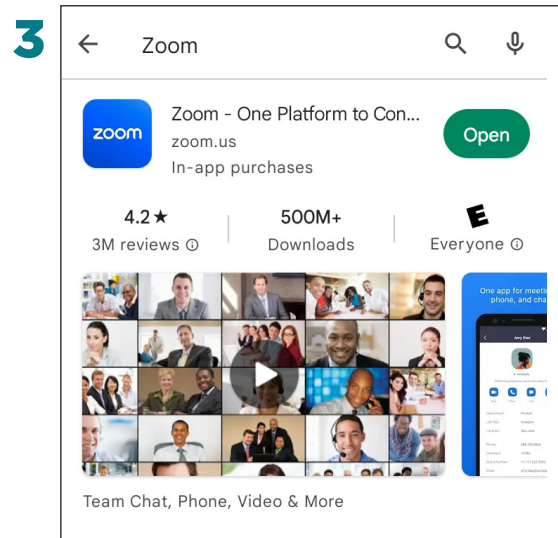 3
Zoom
zoom
Zoom - One Platform to Con...
zoom.us
In-app purchases
Open
4.2★
3M reviews
500M+
Downloads
E
Everyone
One app for meetin
phone, and cha
Team Chat, Phone, Video & More